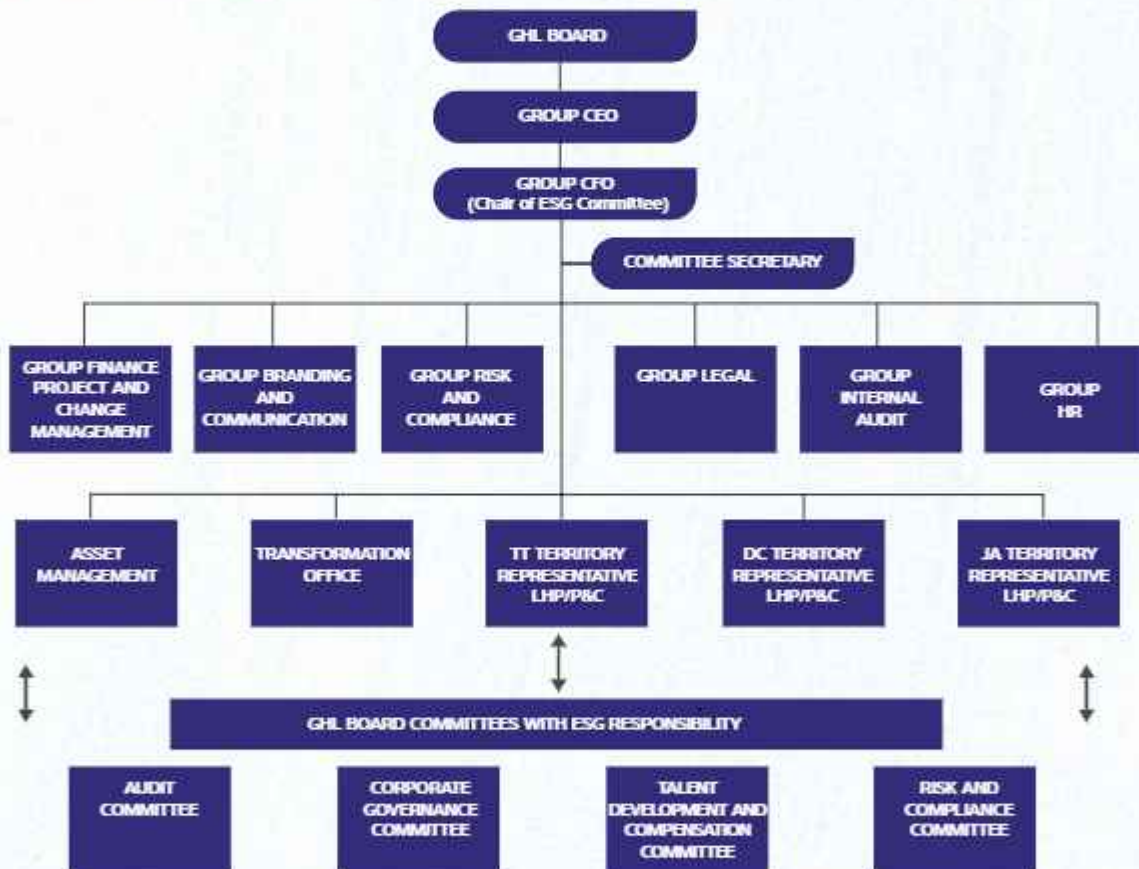 GHL BOARD
GROUP CEO
GROUP CFO
(Chair of ESG Committee)
COMMITTEE SECRETARY
GROUP FINANCE
PROJECT AND
CHANGE
MANAGEMENT
GROUP BRANDING
AND
COMMUNICATION
GROUP RISK
AND
COMPLIANCE
GROUP LEGAL
GROUP
INTERNAL
AUDIT
GROUP
HR
ASSET
MANAGEMENT
TRANSFORMATION
OFFICE
TT TERRITORY
REPRESENTATIVE
LHP/P&C
DC TERRITORY
REPRESENTATIVE
LHP/P&C
JA TERRITORY
REPRESENTATIVE
LHP/P&C
GHL BOARD COMMITTEES WITH ESG RESPONSIBILITY
AUDIT
COMMITTEE
CORPORATE
GOVERNANCE
COMMITTEE
TALENT
DEVELOPMENT AND
COMPENSATION
COMMITTEE
RISK AND
COMPLIANCE
COMMITTEE